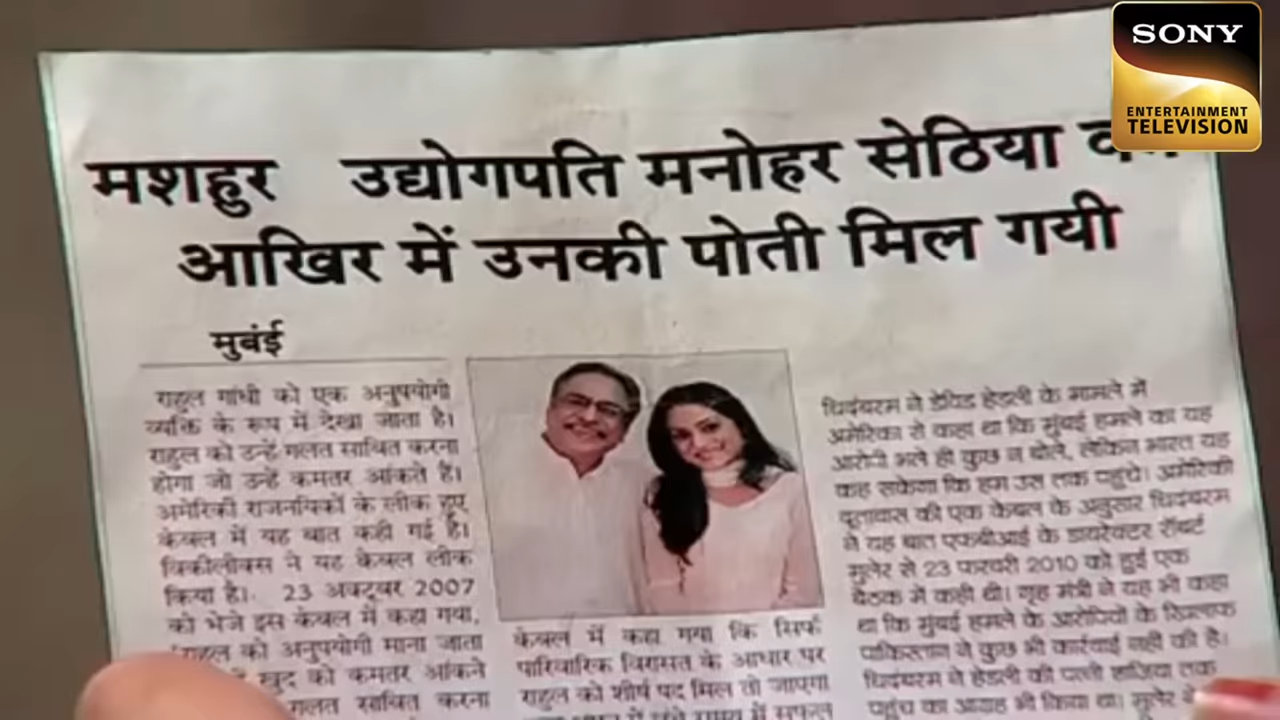 SONY
ENTERTAINMENT
TELEVISION
मशहुर उद्योगपति मनोहर सेठिया
आखिर में उनकी पोती मिल गयी
मुबंई
राहुल गांधी को एक अनुपयोगी
व्यक्ति के रूप में देखा जाता है।
राहुल को उन्हें गलत साबित करना
होगा जो उन्हें कमतर आंकते हैं।
अमेरिकी राजनयिकों के लीक हुए
केबल में यह बात कही गई है।
विकीलीक्स ने यह केबल लीक
किया है। 23 अक्टूबर 2007
को भेजे इस केबल में कहा गया,
राहुल को अनुपयोगी माना जाता
खुद को कमतर आंकने
गलत साबित करना
केबल में कहा गया कि सिर्फ
पारिवारिक विरासत के आधार पर
राहुल को शीर्ष पद मिल तो जाएगा
चिदंबरम ने डेविड हेडली के मामले में
अमेरिका से कहा था कि मुंबई हमले का यह
आरोपी भले ही कुछ न बोले, लेकिन भारत यह
कह सकेगा कि हम उस तक पहुंचे। अमेरिकी
दूतावास की एक केबल के अनुसार चिदंबरम
ने यह बात एफबीआई के डायरेक्टर रॉबर्ट
मुलेर से 23 फरवरी 2010 को हुई एक
बैठक में कही थी। गृह मंत्री ने यह भी कहा
था कि मुंबई हमले के आरोपियों के खिलाफ
पाकिस्तान ने कुछ भी कार्रवाई नहीं की है।
चिदंबरम ने हेडली की पत्नी शाजिया तक
पहुंच का आग्रह भी किया था। मुलेर